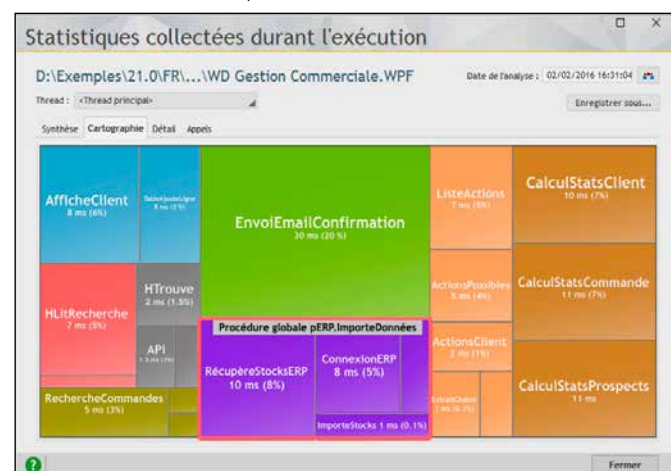 Statistiques collectées durant l'exécution
D:\Exemples\21.0\FR\...\WD Gestion Commerciale.WPF
Date de l'analyse : 02/02/2016 16:31:04
Thread : <Thread principal>
Enregistrer sous...
Synthèse Cartographie Détail Appels
AfficheClient
8 ms (6%)
TableAjouteLigne
EnvoiEmailConfirmation
30 ms (20 %)
ListeActions
7 ms (5%)
CalculStatsClient
10 ms (7%)
HLitRecherche
7 ms (5%)
HTrouve
2 ms (1.5%)
API
ActionsPossibles
5 ms (4%)
CalculStatsCommande
11 ms (7%)
Procédure globale pERP.ImporteDonnées
RécupèreStocksERP
10 ms (8%)
ConnexionERP
8 ms (5%)
ImporteStocks 1 ms (0.1%)
ActionsClient
2 ms (1%)
RechercheCommandes
5 ms (3%)
CalculStatsProspects
11 ms
Fermer